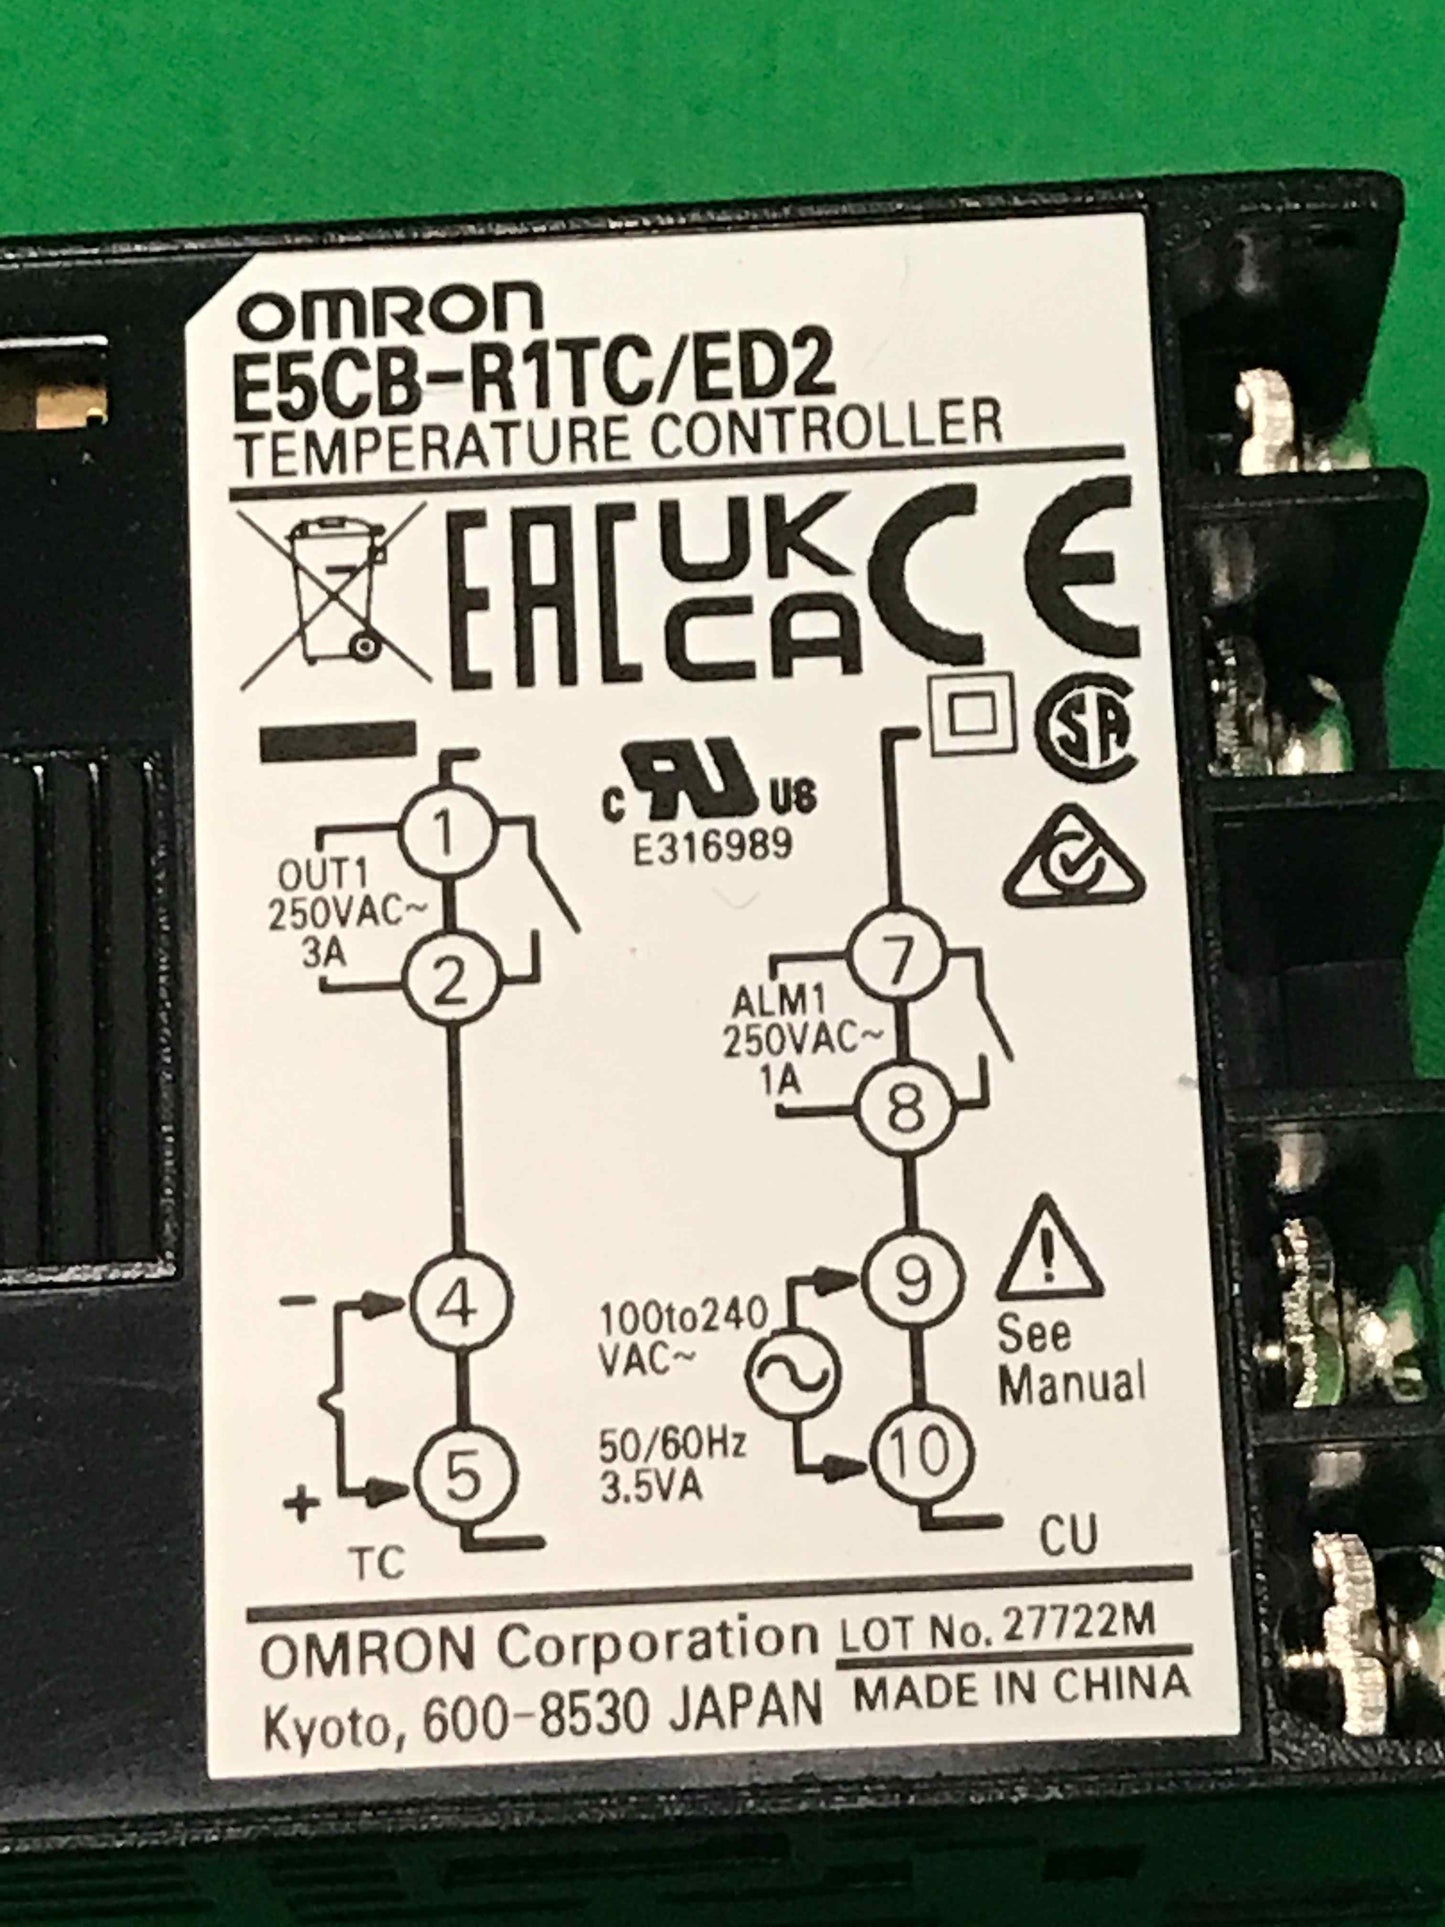 OMRON
E5CB-R1TC/ED2
TEMPERATURE CONTROLLER
EAC UK CA CE
SA
c RU US
E316989
1
OUT1
250VAC~
3A
2
7
ALM1
250VAC~
1A
8
4
-
+
5
TC
100to240
VAC~
50/60Hz
3.5VA
9
10
!
See
Manual
CU
OMRON Corporation
Kyoto, 600-8530 JAPAN
LOT No. 27722M
MADE IN CHINA